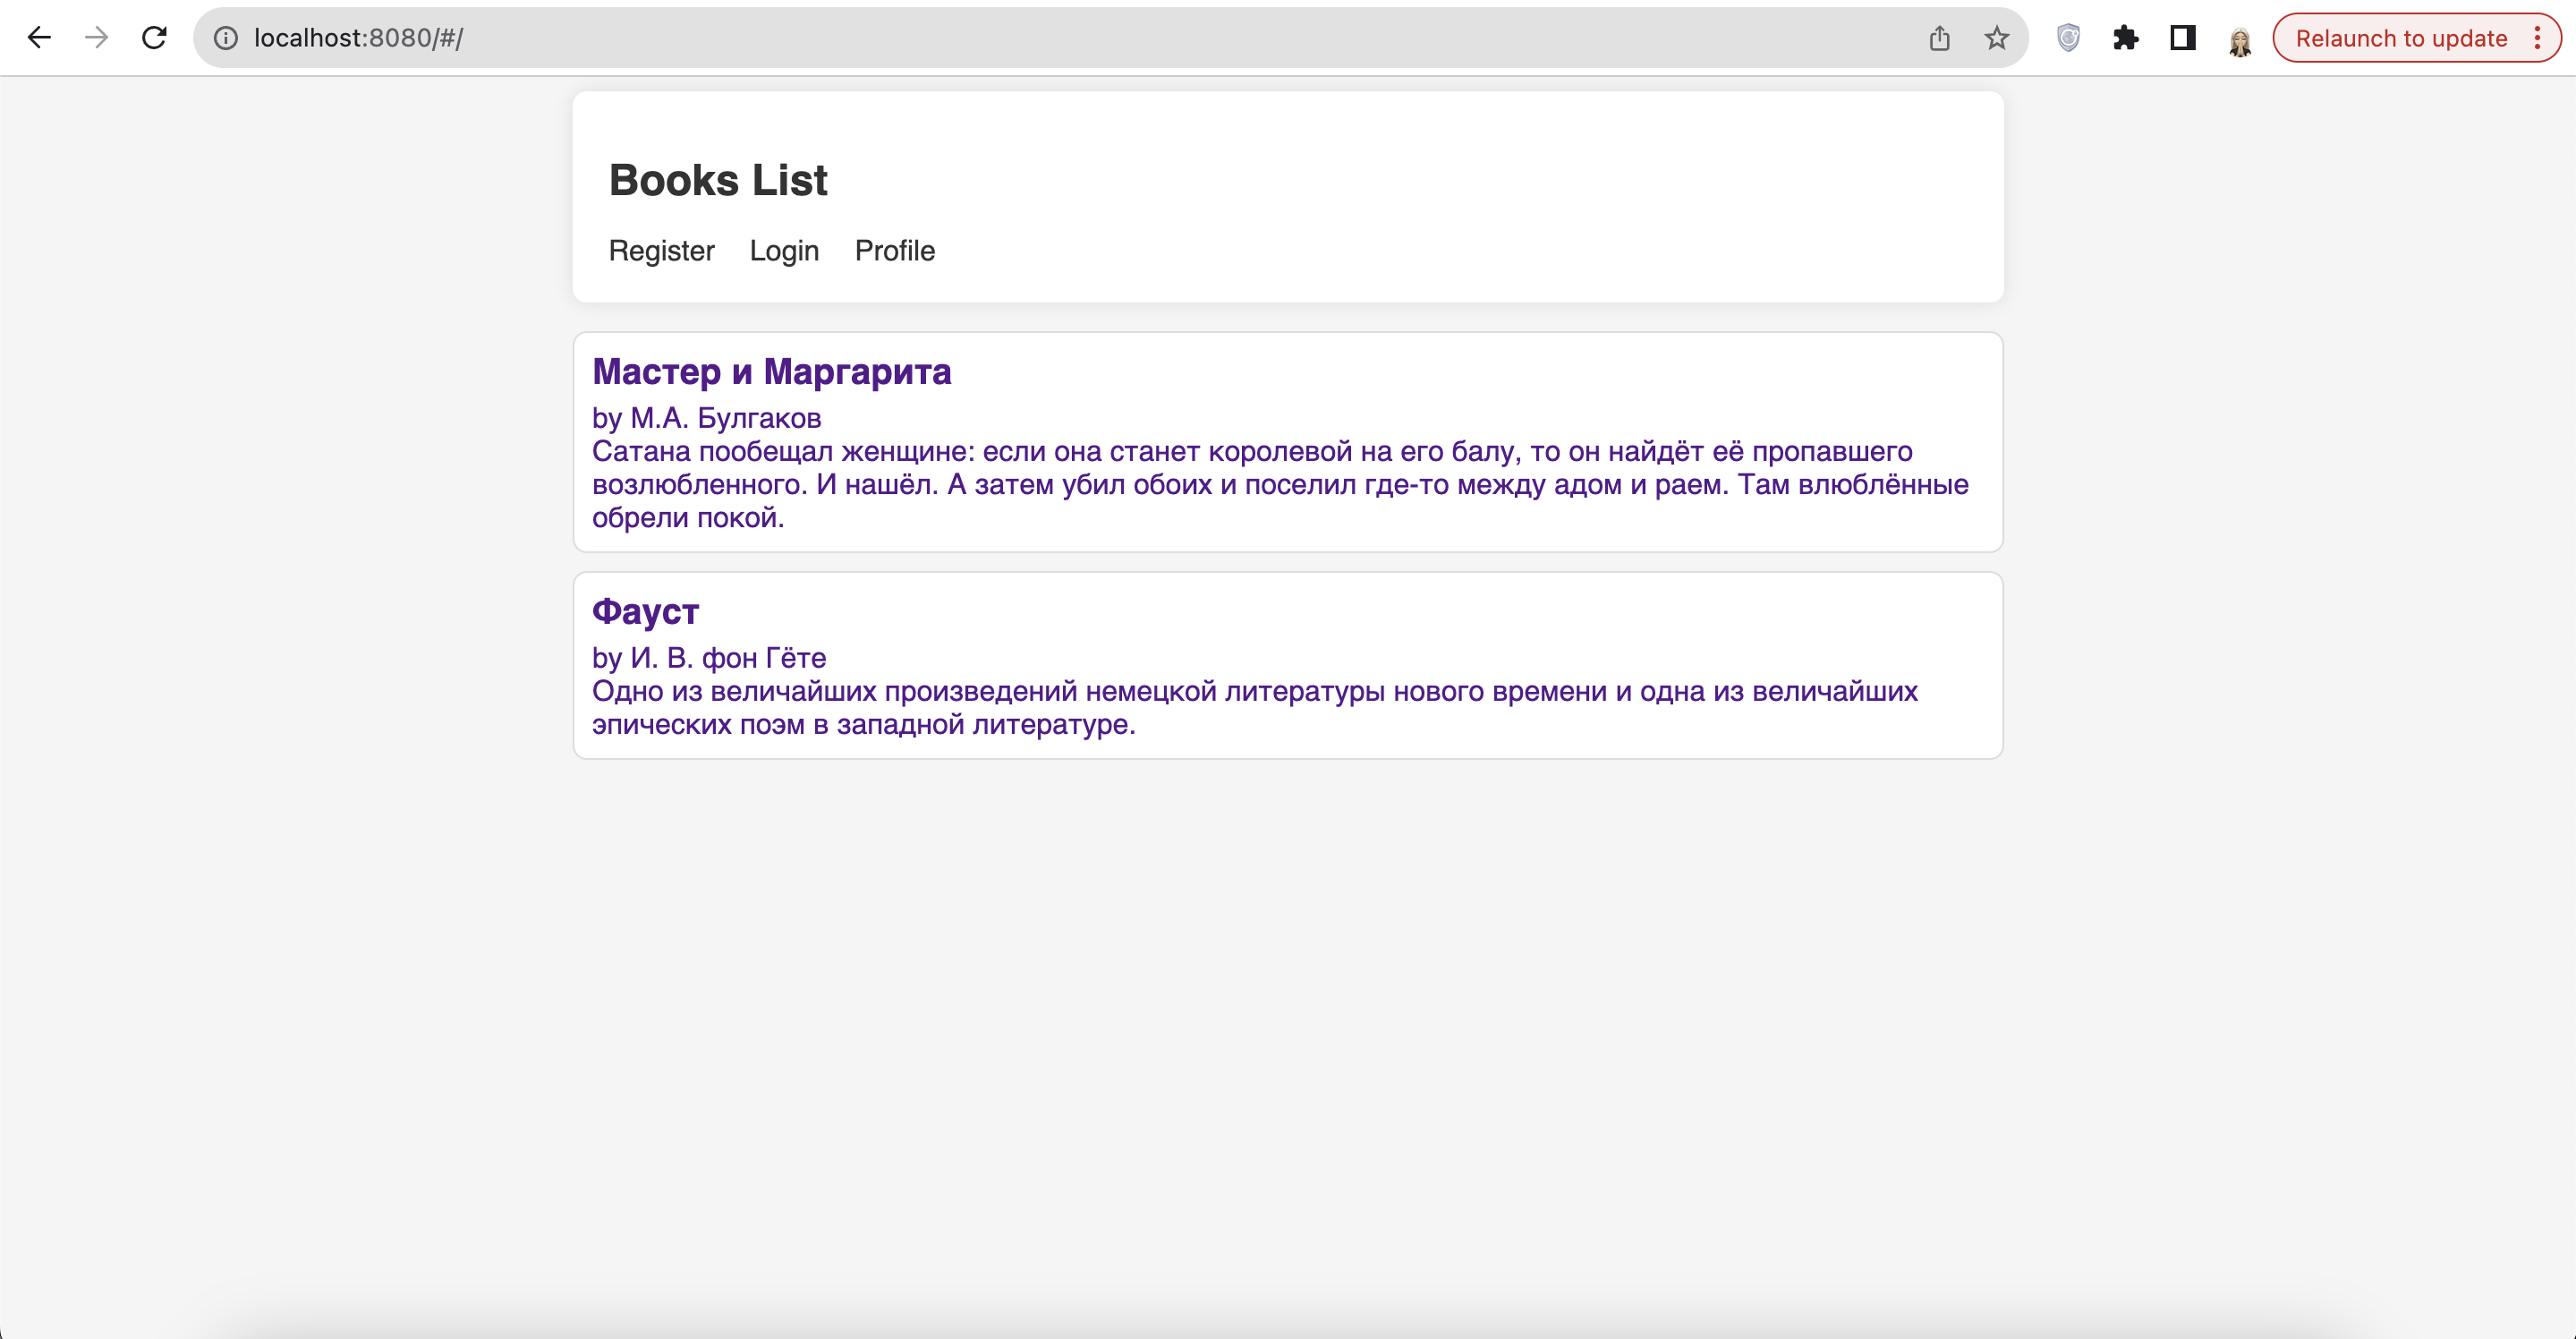 localhost:8080/#/
Relaunch to update
Books List
Register Login Profile
Мастер и Маргарита
by М.А. Булгаков
Сатана пообещал женщине: если она станет королевой на его балу, то он найдёт её пропавшего
возлюбленного. И нашёл. А затем убил обоих и поселил где-то между адом и раем. Там влюблённые
обрели покой.
Фауст
by И. В. фон Гёте
Одно из величайших произведений немецкой литературы нового времени и одна из величайших
эпических поэм в западной литературе.